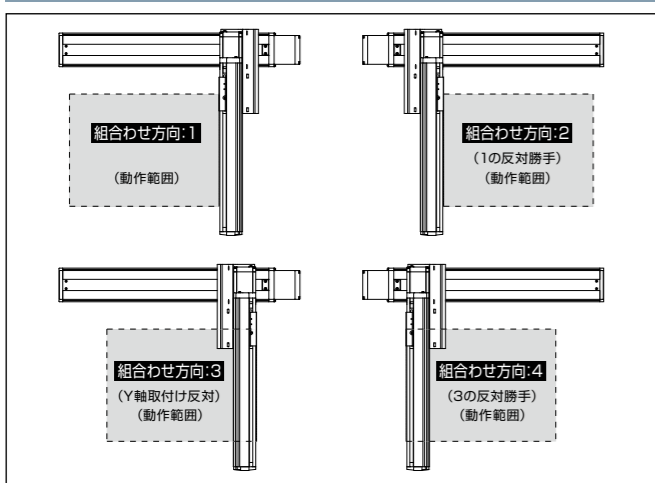 組合わせ方向:1
(動作範囲)
組合わせ方向:2
(1の反対勝手)
(動作範囲)
組合わせ方向:3
(Y軸取付け反対)
(動作範囲)
組合わせ方向:4
(3の反対勝手)
(動作範囲)